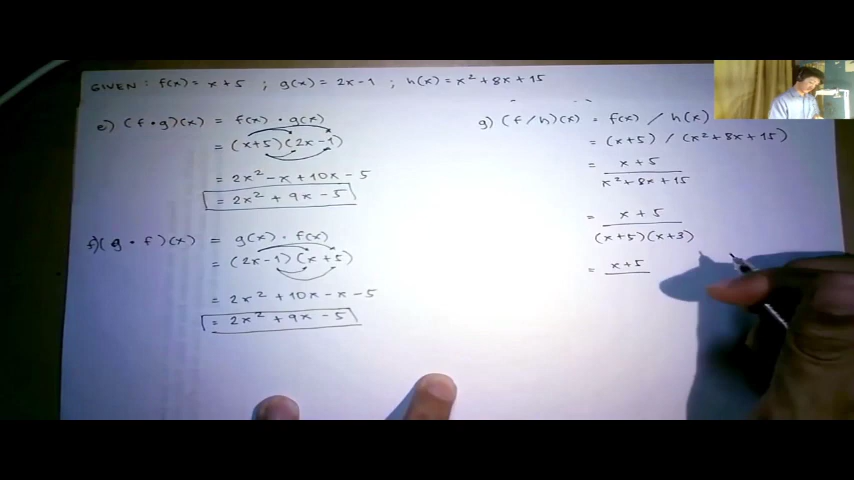 GIVEN : f(x) = x+5 ; g(x) = 2x-1 ; h(x) = x² + 8x + 15
e) (f • g)(x) = f(x) • g(x)
= (x+5)(2x-1)
= 2x² - x + 10x - 5
= 2x² + 9x - 5
f) (g • f)(x) = g(x) • f(x)
= (2x-1)(x+5)
= 2x² + 10x - x - 5
= 2x² + 9x - 5
g) (f / h)(x) = f(x) / h(x)
= (x+5) / (x² + 8x + 15)
= x+5
x² + 8x + 15
= x+5
(x+5)(x+3)
= x+5